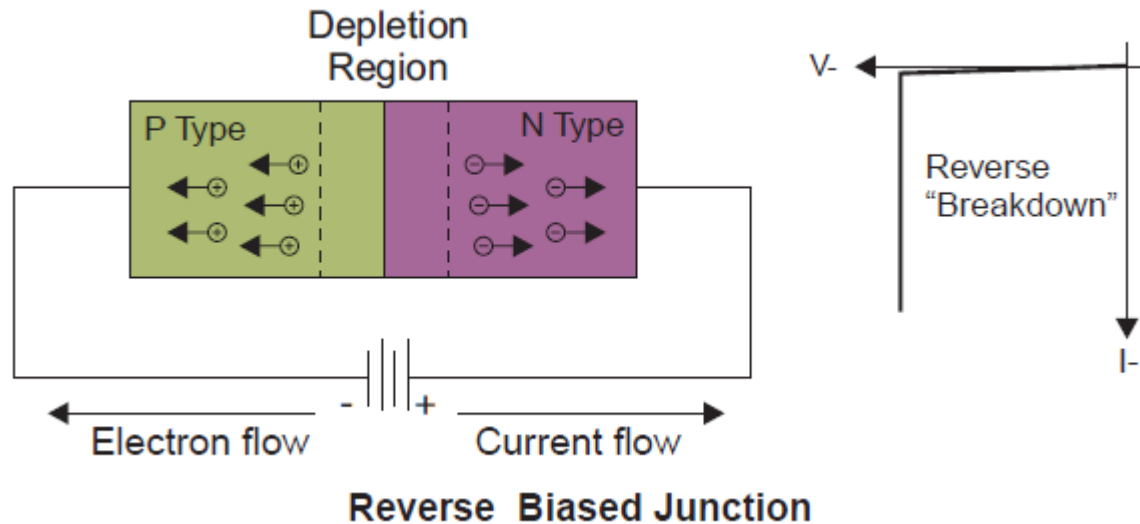 Depletion
Region
P Type
N Type
V-
Reverse
“Breakdown”
I-
- +
Electron flow
Current flow
Reverse Biased Junction